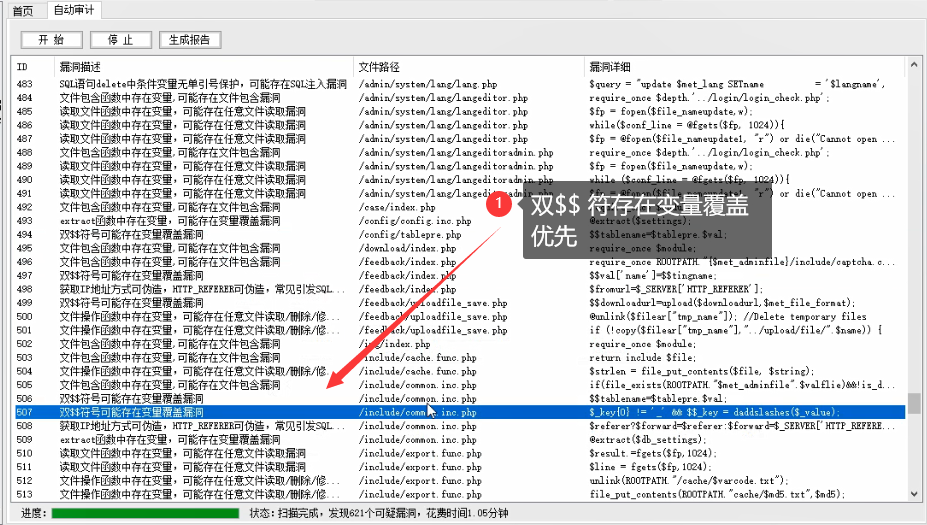 首页 自动审计
开 始 停 止 生成报告
ID 漏洞描述 文件路径 漏洞详细
483 SQL语句delete中条件变量无单引号保护，可能存在SQL注入漏洞 /admin/system/lang/lang.php $query = "update $met_lang SETname = '$langname',
484 文件包含函数中存在变量,可能存在文件包含漏洞 /admin/system/lang/langeditor.php require_once $depth.'../login/login_check.php';
485 读取文件函数中存在变量，可能存在任意文件读取漏洞 /admin/system/lang/langeditor.php $fp = fopen($file_nameupdate,w);
486 读取文件函数中存在变量，可能存在任意文件读取漏洞 /admin/system/lang/langeditor.php while($conf_line = @fgets($fp, 1024)){
487 读取文件函数中存在变量，可能存在任意文件读取漏洞 /admin/system/lang/langeditor.php $fp = @fopen($file_nameupdate1, "r") or die("Cannot open ...
488 文件包含函数中存在变量,可能存在文件包含漏洞 /admin/system/lang/langeditoradmin.php require_once $depth.'../login/login_check.php';
489 读取文件函数中存在变量，可能存在任意文件读取漏洞 /admin/system/lang/langeditoradmin.php $fp = fopen($file_nameupdate,w);
490 读取文件函数中存在变量，可能存在任意文件读取漏洞 /admin/system/lang/langeditoradmin.php while ($conf_line = @fgets($fp, 1024)){
491 读取文件函数中存在变量，可能存在任意文件读取漏洞 /admin/system/lang/langeditoradmin.php "r") or die("Cannot open ...
492 文件包含函数中存在变量,可能存在文件包含漏洞 /case/index.php
1 双$$ 符存在变量覆盖
优先
493 extract函数中存在变量，可能存在变量覆盖漏洞 /config/config.inc.php @extract($settings);
494 双$$符号可能存在变量覆盖漏洞 /config/tablepre.php $$tablename=$tablepre.$val;
495 文件包含函数中存在变量,可能存在文件包含漏洞 /download/index.php require_once $module;
496 文件包含函数中存在变量,可能存在文件包含漏洞 /feedback/index.php require_once ROOTPATH."{$met_adminfile}/include/captcha.c...
497 双$$符号可能存在变量覆盖漏洞 /feedback/index.php $$val['name']=$$tingname;
498 获取IP地址方式可伪造，HTTP_REFERER可伪造，常见引发SQL... /feedback/index.php $fromurl=$_SERVER['HTTP_REFERER'];
499 双$$符号可能存在变量覆盖漏洞 /feedback/uploadfile_save.php $$downloadurl=upload($downloadurl,$met_file_format);
500 文件操作函数中存在变量，可能存在任意文件读取/删除/修... /feedback/uploadfile_save.php @unlink($filear["tmp_name"]); //Delete temporary files
501 文件操作函数中存在变量，可能存在任意文件读取/删除/修... /feedback/uploadfile_save.php if (!copy($filear["tmp_name"],"../upload/file/".$name)) {
502 文件包含函数中存在变量,可能存在文件包含漏洞 /img/index.php require_once $module;
503 文件包含函数中存在变量,可能存在文件包含漏洞 /include/cache.func.php return include $file;
504 文件操作函数中存在变量，可能存在任意文件读取/删除/修... /include/cache.func.php $strlen = file_put_contents($file, $string);
505 文件包含函数中存在变量,可能存在文件包含漏洞 /include/common.inc.php if(file_exists(ROOTPATH."$met_adminfile".$valflie)&&!is_d...
506 双$$符号可能存在变量覆盖漏洞 /include/common.inc.php $$tablename=$tablepre.$val;
507 双$$符号可能存在变量覆盖漏洞 /include/common.inc.php $_key{0} != '_' && $$_key = daddslashes($_value);
508 获取IP地址方式可伪造，HTTP_REFERER可伪造，常见引发SQL... /include/common.inc.php $referer?$forward=$referer:$forward=$_SERVER['HTTP_REFERE...
509 extract函数中存在变量，可能存在变量覆盖漏洞 /include/common.inc.php @extract($db_settings);
510 读取文件函数中存在变量，可能存在任意文件读取漏洞 /include/export.func.php $result.=fgets($fp,1024);
511 读取文件函数中存在变量，可能存在任意文件读取漏洞 /include/export.func.php $line = fgets($fp,1024);
512 文件操作函数中存在变量，可能存在任意文件读取/删除/修... /include/export.func.php unlink(ROOTPATH."/cache/$varcode.txt");
513 文件操作函数中存在变量，可能存在任意文件读取/删除/修... /include/export.func.php file_put_contents(ROOTPATH."cache/$md5.txt",$md5);
进度: 状态: 扫描完成，发现621个可疑漏洞，花费时间1.05分钟